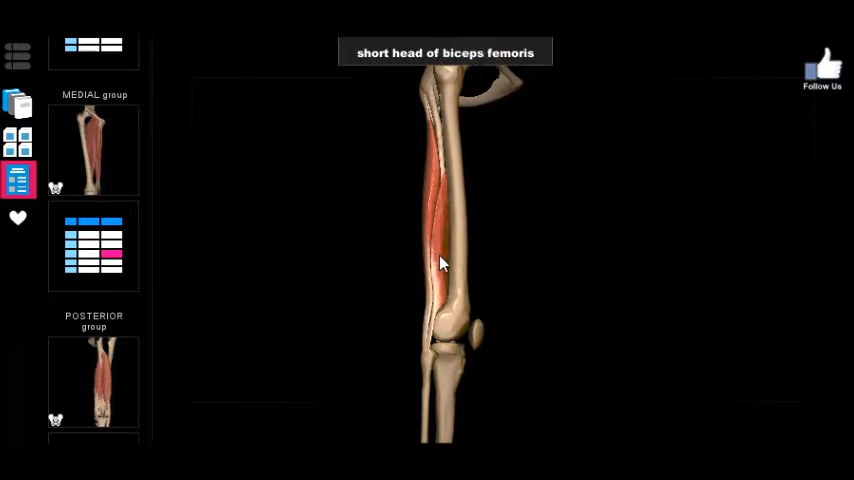 short head of biceps femoris
Follow Us
MEDIAL group
POSTERIOR
group